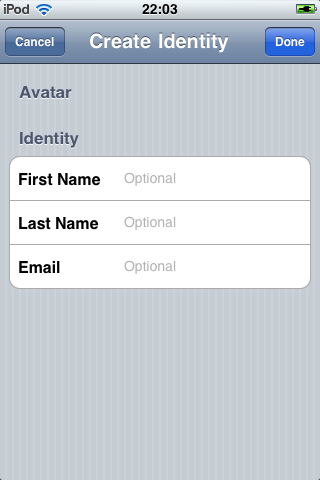 iPod 22:03
Cancel Create Identity Done
Avatar
Identity
First Name Optional
Last Name Optional
Email Optional